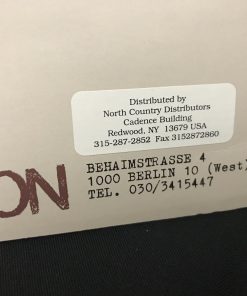 Distributed by
North Country Distributors
Cadence Building
Redwood, NY 13679 USA
315-287-2852 Fax 3152872860
ON
BEHAIMSTRASSE 4
1000 BERLIN 10 (West)
TEL. 030/3415447